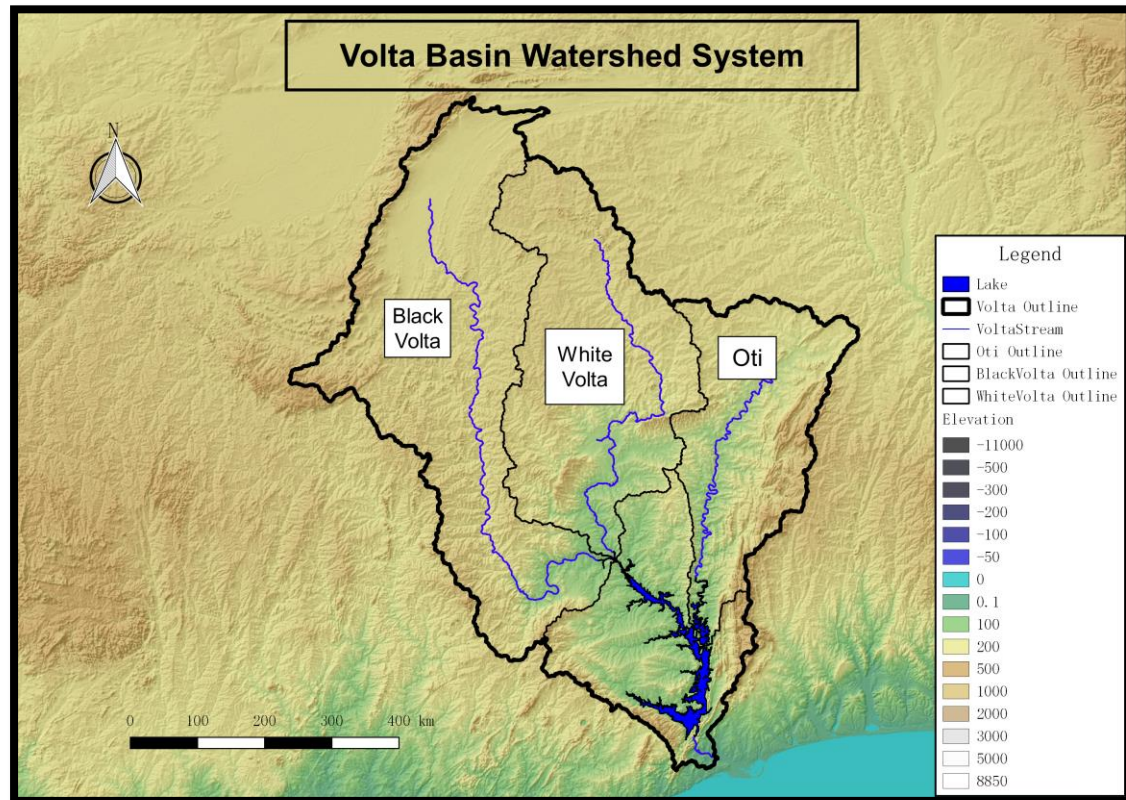 Volta Basin Watershed System
N
Black
Volta
White
Volta
Oti
0 100 200 300 400 km
Legend
Lake
Volta Outline
VoltaStream
Oti Outline
BlackVolta Outline
WhiteVolta Outline
Elevation
-11000
-500
-300
-200
-100
-50
0
0.1
100
200
500
1000
2000
3000
5000
8850